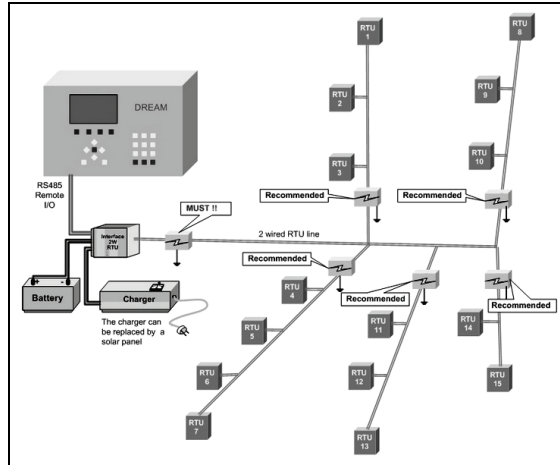 RTU
1
RTU
8
DREAM
RTU
2
RTU
9
RTU
3
RTU
10
RS485
Remote
I/O
MUST !!
Recommended
Recommended
Interface
2W
RTU
2 wired RTU line
Recommended
+ -
Battery
Charger
RTU
4
Recommended
Recommended
The charger can
be replaced by a
solar panel
RTU
5
RTU
11
RTU
14
RTU
6
RTU
12
RTU
15
RTU
7
RTU
13